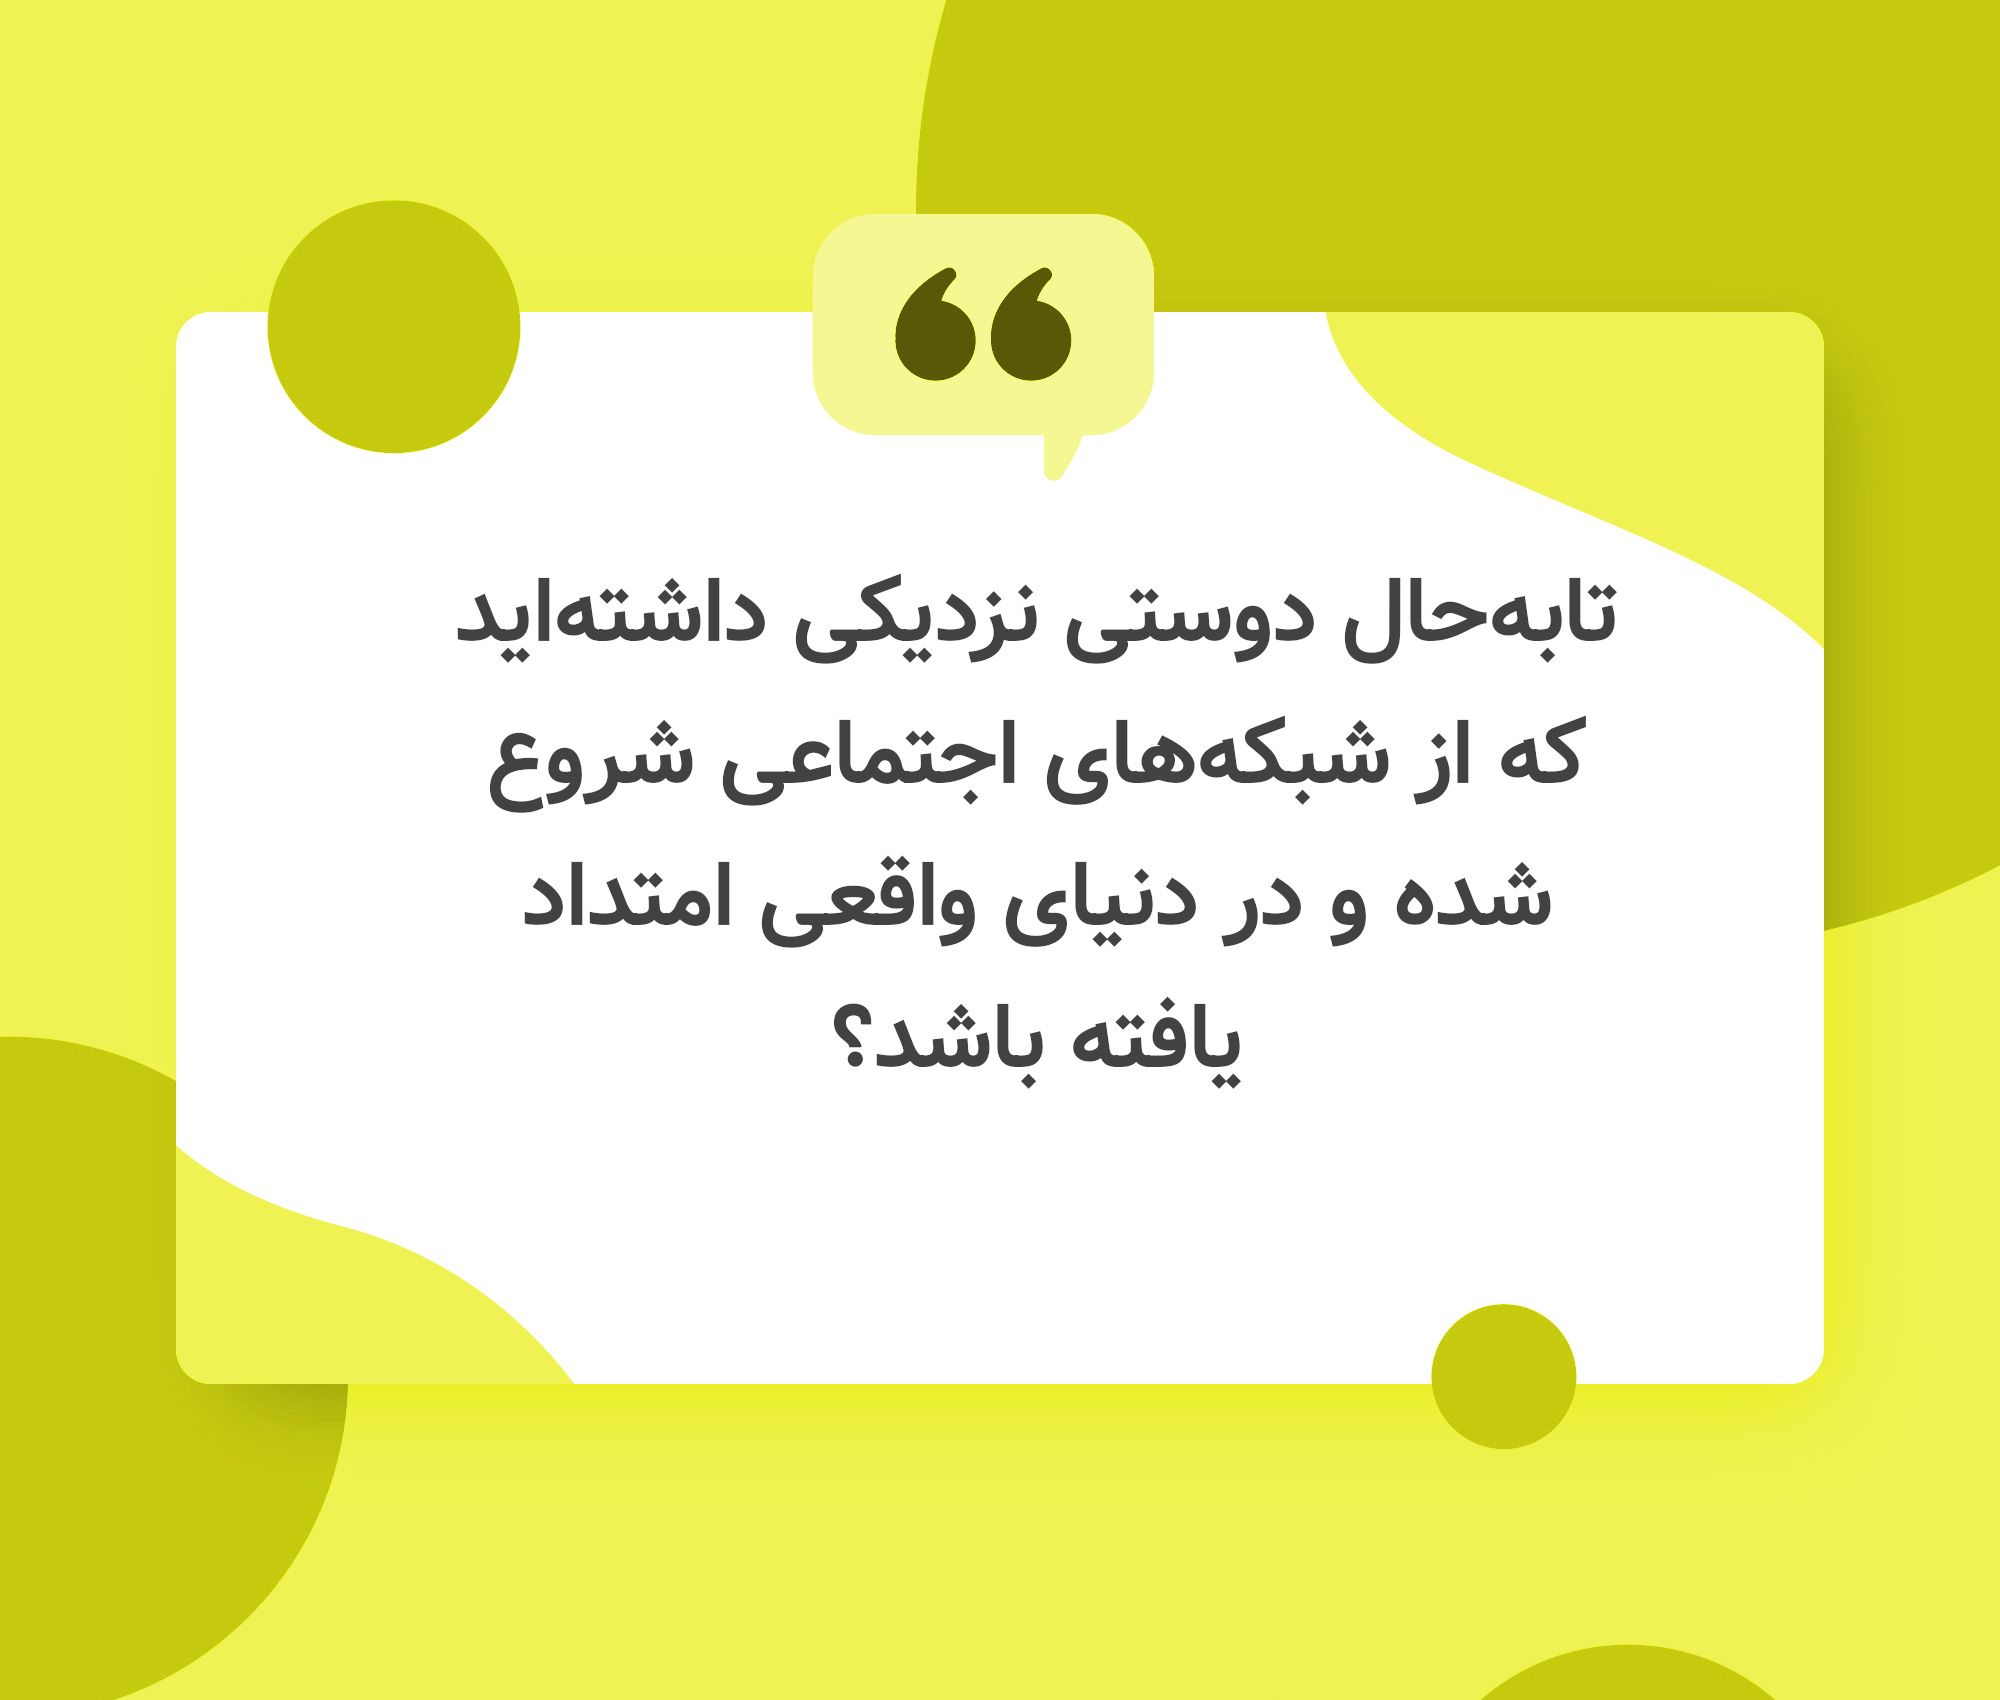 تابه‌حال دوستی نزدیکی داشته‌اید
که از شبکه‌های اجتماعی شروع
شده و در دنیای واقعی امتداد
یافته باشد؟